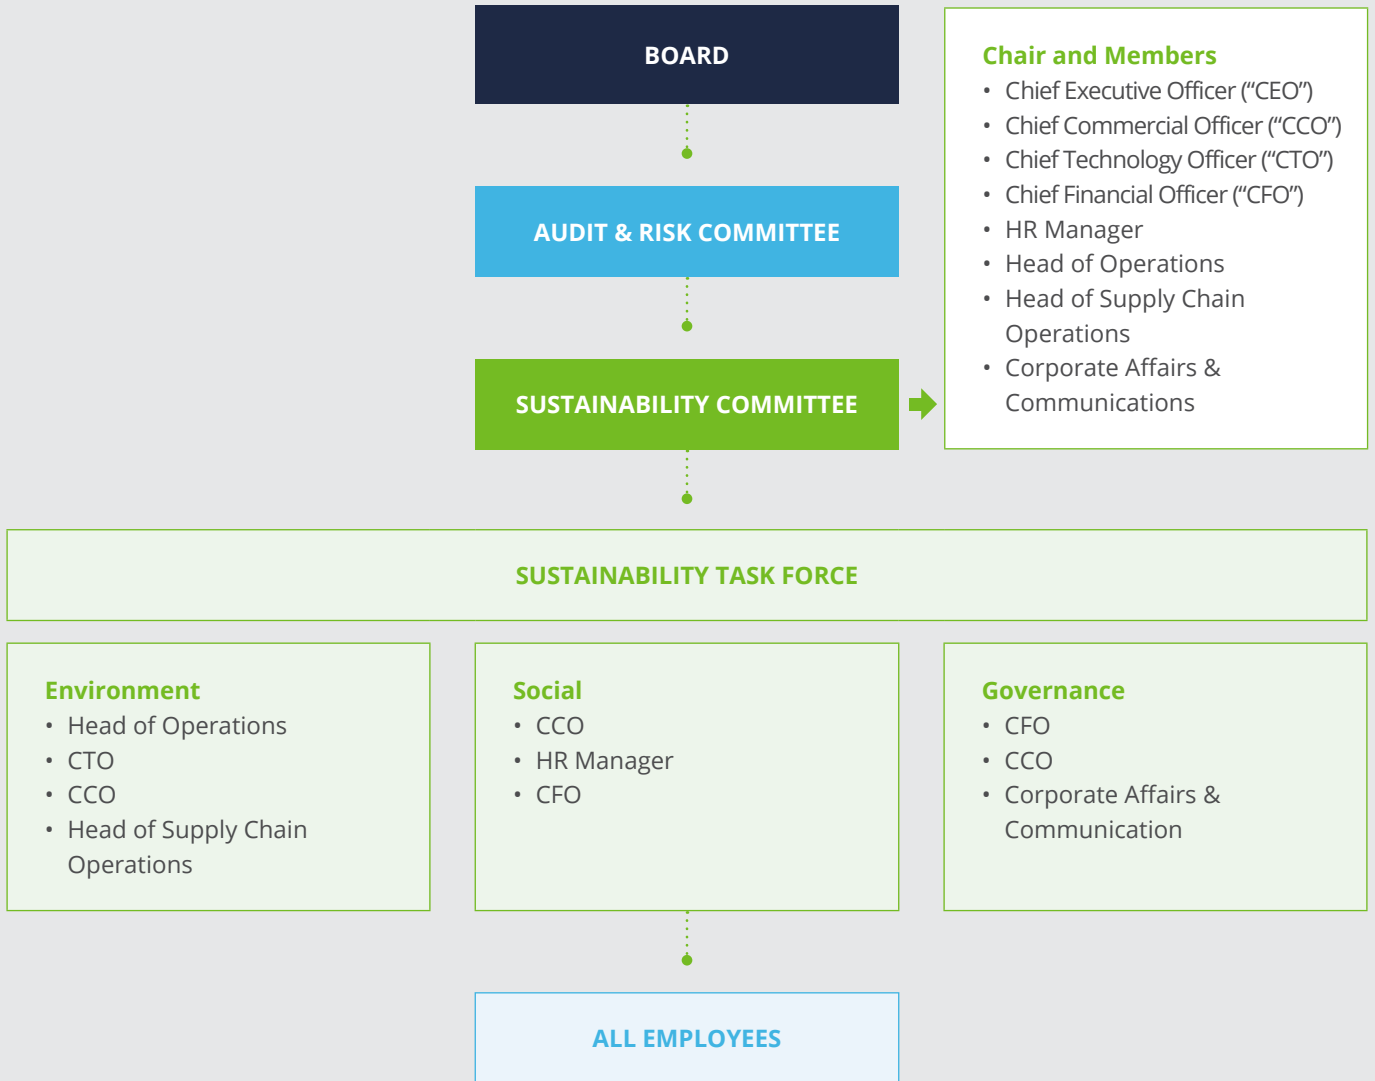 BOARD
AUDIT & RISK COMMITTEE
SUSTAINABILITY COMMITTEE
Chair and Members
• Chief Executive Officer (“CEO”)
• Chief Commercial Officer (“CCO”)
• Chief Technology Officer (“CTO”)
• Chief Financial Officer (“CFO”)
• HR Manager
• Head of Operations
• Head of Supply Chain
Operations
• Corporate Affairs &
Communications
SUSTAINABILITY TASK FORCE
Environment
• Head of Operations
• CTO
• CCO
• Head of Supply Chain
Operations
Social
• CCO
• HR Manager
• CFO
Governance
• CFO
• CCO
• Corporate Affairs &
Communication
ALL EMPLOYEES